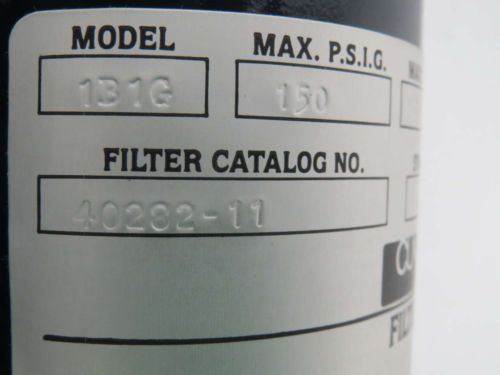 MODEL MAX. P.S.I.G.
1B1G 150
FILTER CATALOG NO.
40282-11